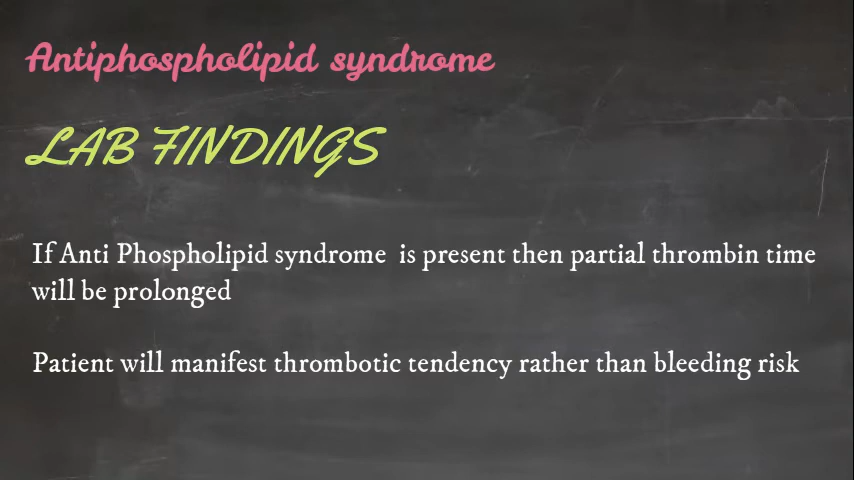 Antiphospholipid syndrome
LAB FINDINGS
If Anti Phospholipid syndrome is present then partial thrombin time
will be prolonged
Patient will manifest thrombotic tendency rather than bleeding risk